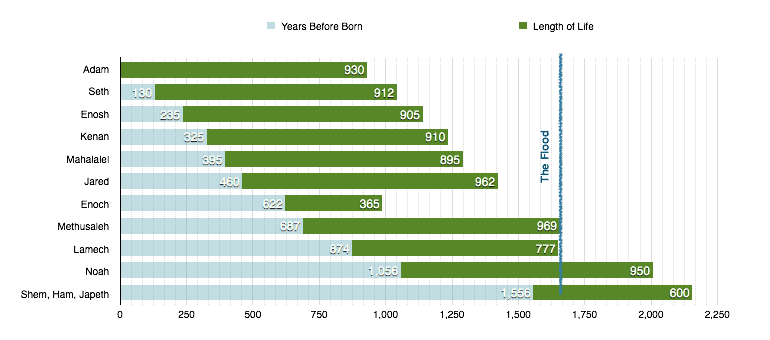 Years Before Born
Length of Life
Adam 930
Seth 130 912
Enosh 235 905
Kenan 325 910
Mahalalel 395 895
Jared 460 962
Enoch 622 365
Methusaleh 687 969
Lamech 874 777
Noah 1,056 950
Shem, Ham, Japeth 1,556 600
The Flood
0 250 500 750 1,000 1,250 1,500 1,750 2,000 2,250